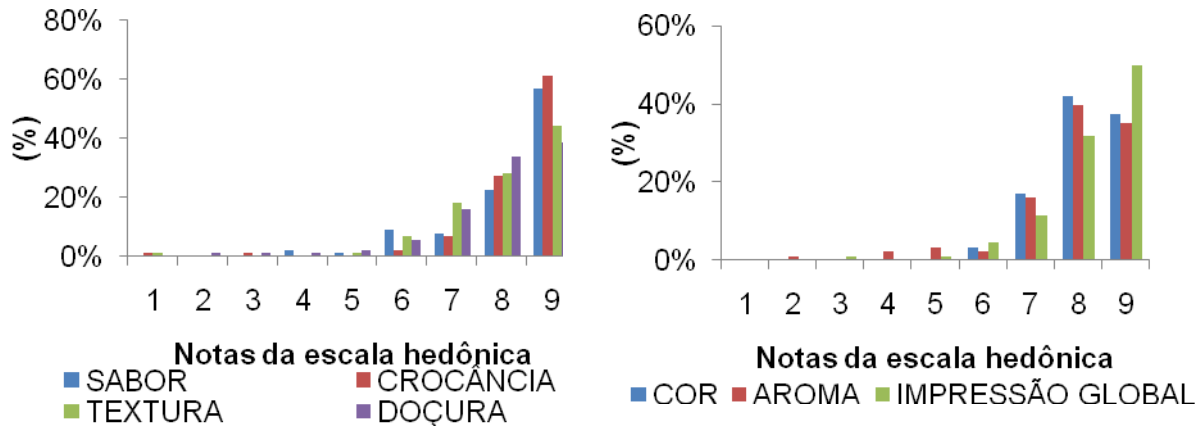 80%
60%
40%
20%
0%
(%)
1 2 3 4 5 6 7 8 9
Notas da escala hedônica
SABOR CROCÂNCIA
TEXTURA DOÇURA
60%
40%
20%
0%
(%)
1 2 3 4 5 6 7 8 9
Notas da escala hedônica
COR AROMA IMPRESSÃO GLOBAL